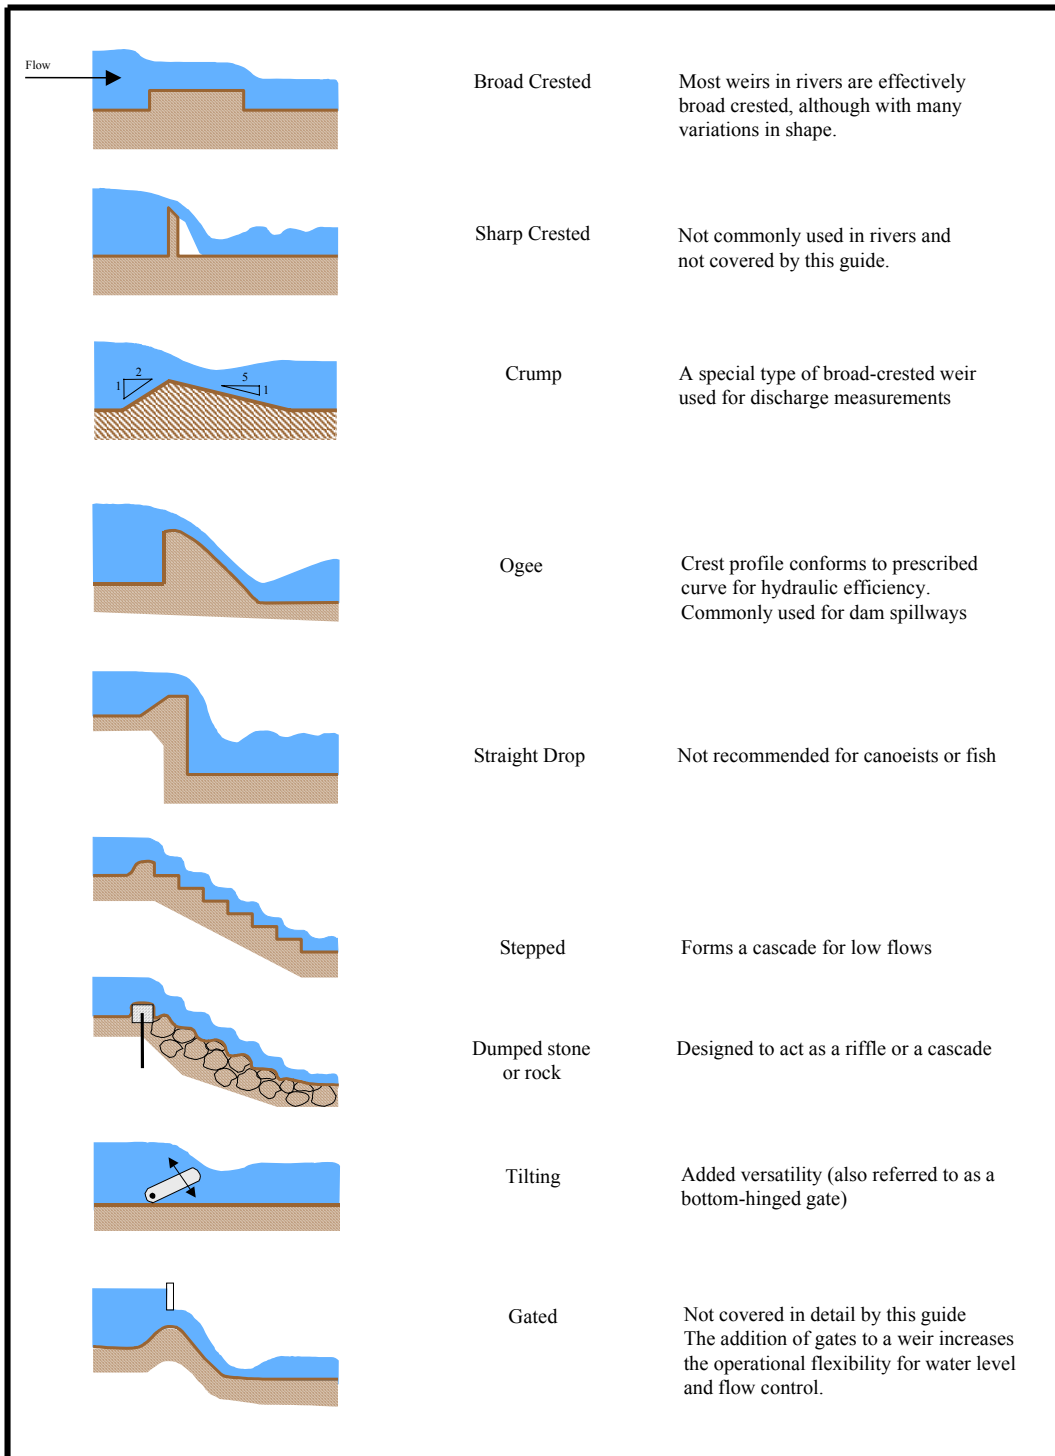 Flow
Broad Crested
Most weirs in rivers are effectively
broad crested, although with many
variations in shape.
Sharp Crested
Not commonly used in rivers and
not covered by this guide.
2
1
5
1
Crump
A special type of broad-crested weir
used for discharge measurements
Ogee
Crest profile conforms to prescribed
curve for hydraulic efficiency.
Commonly used for dam spillways
Straight Drop
Not recommended for canoeists or fish
Stepped
Forms a cascade for low flows
Dumped stone
or rock
Designed to act as a riffle or a cascade
Tilting
Added versatility (also referred to as a
bottom-hinged gate)
Gated
Not covered in detail by this guide
The addition of gates to a weir increases
the operational flexibility for water level
and flow control.